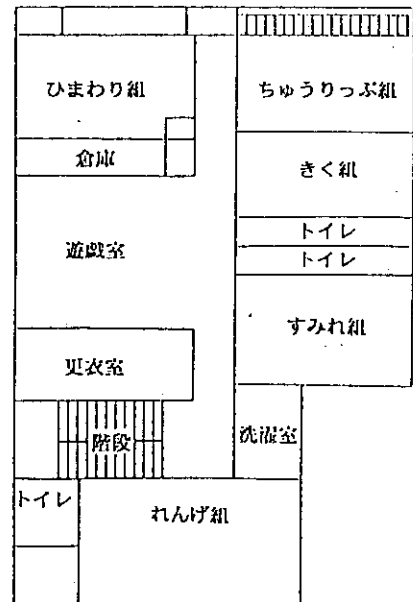 ひまわり組
ちゅうりっぷ組
倉庫
きく組
トイレ
トイレ
遊戯室
すみれ組
更衣室
階段
洗濯室
トイレ
れんげ組